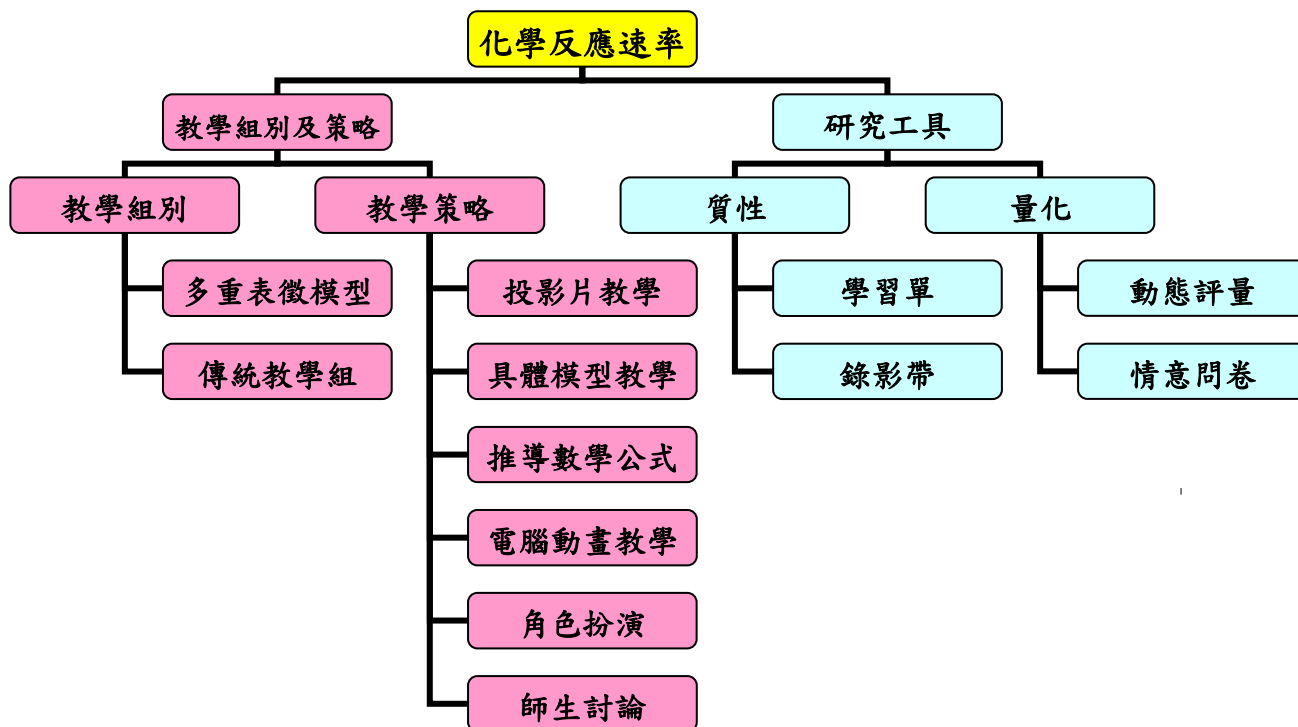 化學反應速率
教學組別及策略
研究工具
教學組別
教學策略
質性
量化
多重表徵模型
投影片教學
學習單
動態評量
傳統教學組
具體模型教學
錄影帶
情意問卷
推導數學公式
電腦動畫教學
角色扮演
師生討論